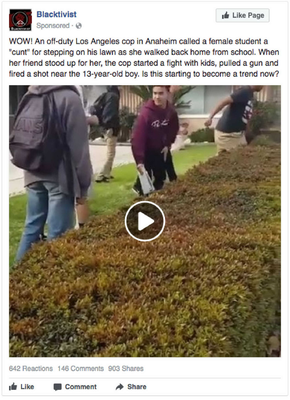 Blacktivist
Sponsored ·
Like Page
WOW! An off-duty Los Angeles cop in Anaheim called a female student a
"cunt" for stepping on his lawn as she walked back home from school. When
her friend stood up for her, the cop started a fight with kids, pulled a gun and
fired a shot near the 13-year-old boy. Is this starting to become a trend now?
642 Reactions 146 Comments 903 Shares
Like Comment Share